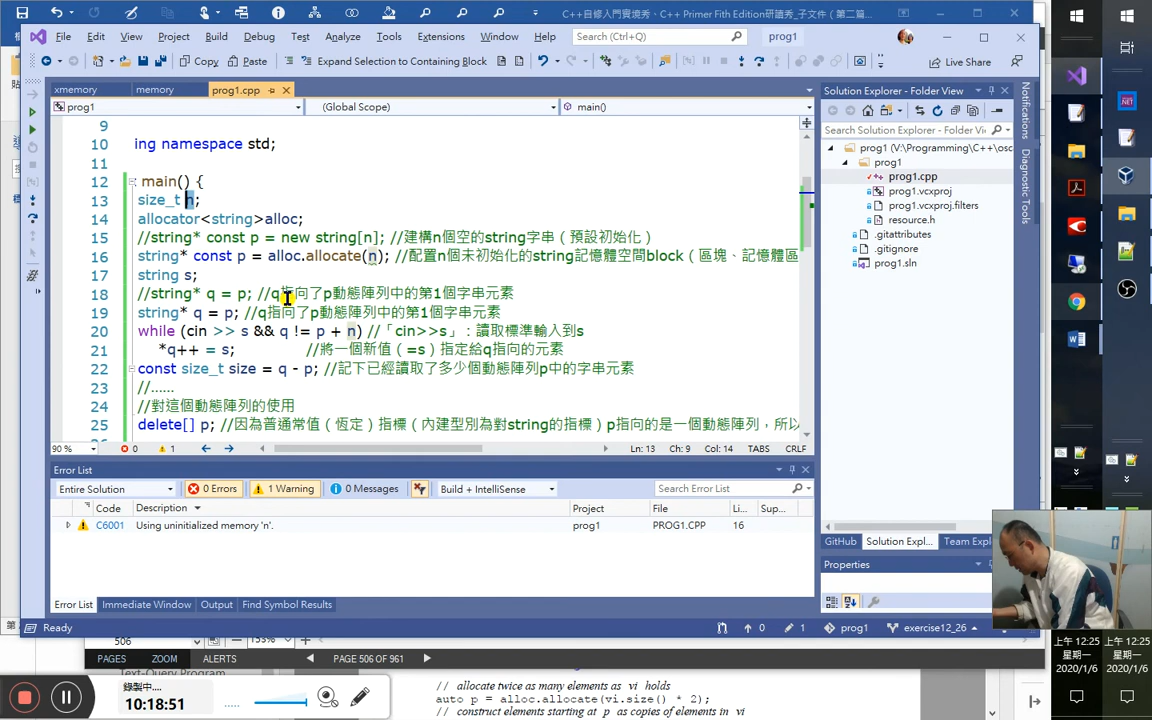 C++自修入門實境秀、C++ Primer Fifth Edition研讀秀_子文件（第二篇_
File Edit View Project Build Debug Test Analyze Tools Extensions Window Help Search (Ctrl+Q) prog1
Copy Paste Expand Selection to Containing Block Live Share
xmemory memory prog1.cpp
prog1 (Global Scope) main()
9
10 ing namespace std;
11
12 main() {
13 size_t n;
14 allocator<string>alloc;
15 //string* const p = new string[n]; //建構n個空的string字串（預設初始化）
16 string* const p = alloc.allocate(n); //配置n個未初始化的string記憶體空間block（區塊、記憶體區
17 string s;
18 //string* q = p; //q指向了p動態陣列中的第1個字串元素
19 string* q = p; //q指向了p動態陣列中的第1個字串元素
20 while (cin >> s && q != p + n) //「cin>>s」：讀取標準輸入到s
21 *q++ = s; //將一個新值（=s）指定給q指向的元素
22 const size_t size = q - p; //記下已經讀取了多少個動態陣列p中的字串元素
23 //......
24 //對這個動態陣列的使用
25 delete[] p; //因為普通常值（恆定）指標（內建型別為對string的指標）p指向的是一個動態陣列，所以
90 % 0 1 Ln: 13 Ch: 9 Col: 14 TABS CRLF
Solution Explorer - Folder View
Search Solution Explorer - Folder View
prog1 (V:\Programming\C++\osc
prog1
prog1.cpp
prog1.vcxproj
prog1.vcxproj.filters
resource.h
.gitattributes
.gitignore
prog1.sln
Notifications
Diagnostic Tools
GitHub Solution Expl... Team Expl
Properties
Error List
Entire Solution 0 Errors 1 Warning 0 Messages Build + IntelliSense Search Error List
Code Description Project File Li... Sup...
C6001 Using uninitialized memory 'n'. prog1 PROG1.CPP 16
Error List Immediate Window Output Find Symbol Results
Ready 0 1 prog1 exercise12_26
506 153%
PAGES ZOOM ALERTS PAGE 506 OF 961
Text-Query Program
錄製中....
10:18:51
// allocate twice as many elements as vi holds
auto p = alloc.allocate(vi.size() * 2);
// construct elements starting at p as copies of elements in vi
上午 12:25
星期一
2020/1/6
上午 12:25
星期一
2020/1/6